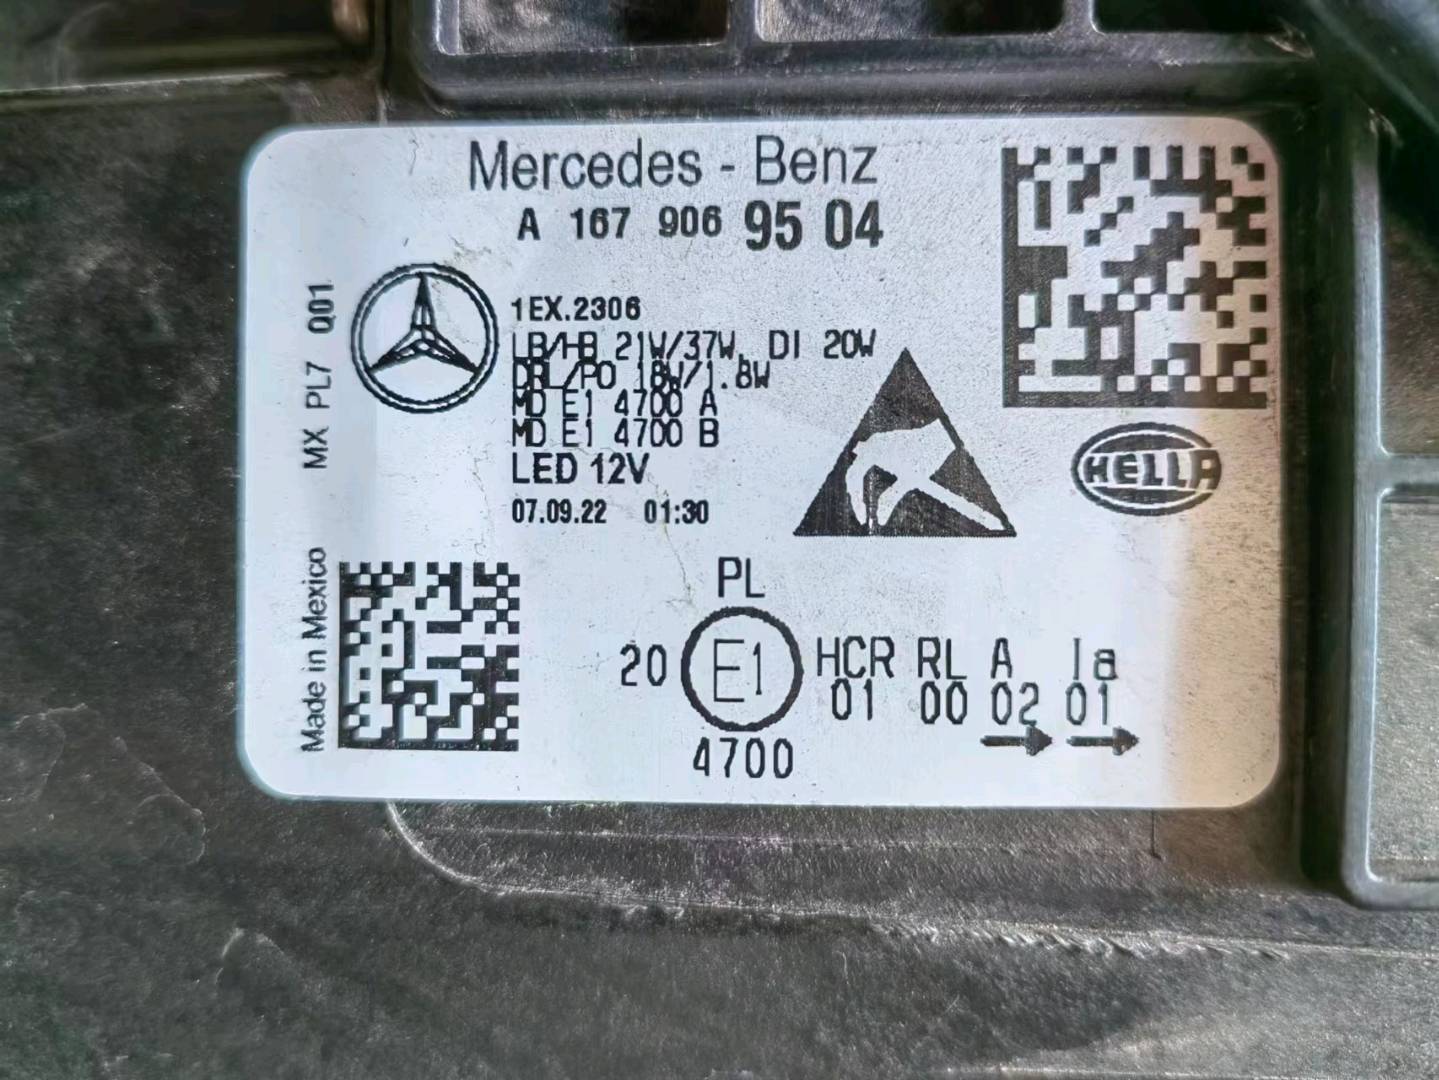 Mercedes - Benz
A 167 906 95 04
1EX.2306
LB/HB 21W/37W, DI 20W
DRL/PO 18W/1.8W
MD E1 4700 A
MD E1 4700 B
LED 12V
07.09.22 01:30
MX PL7 Q01
Made in Mexico
HELLA
PL
20 E1 HCR RL A Ia
01 00 02 01
4700